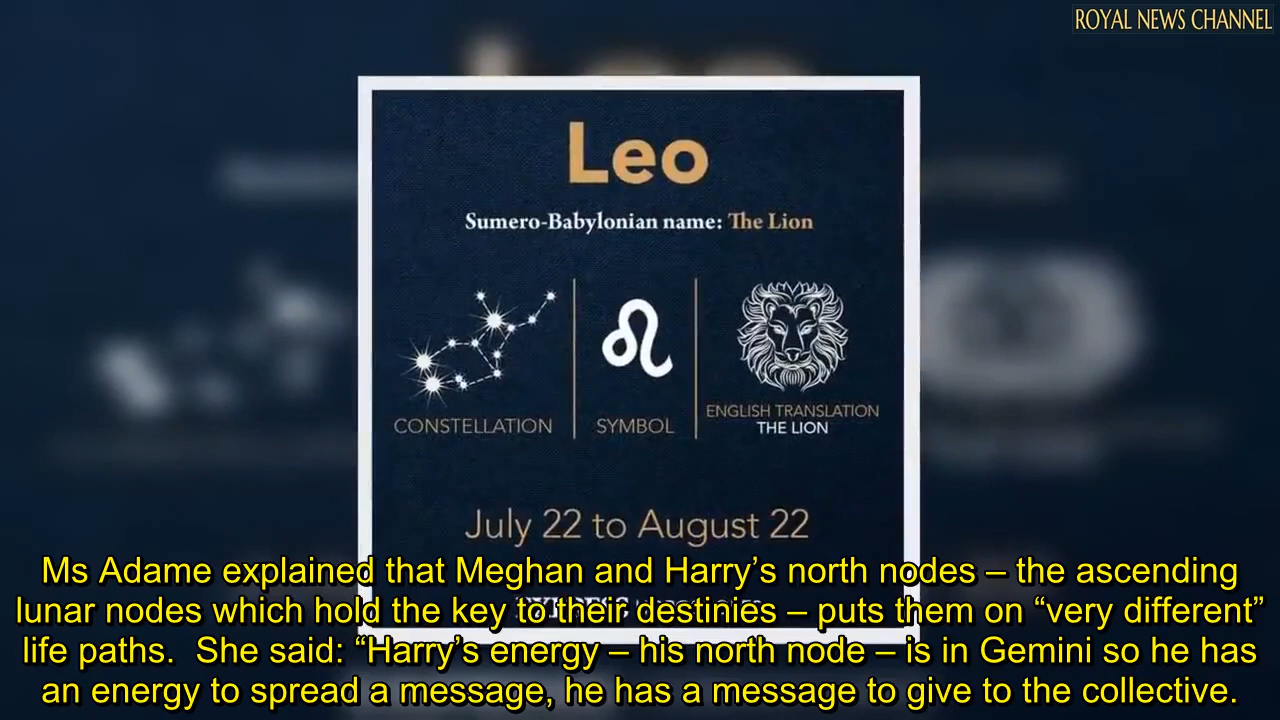 ROYAL NEWS CHANNEL
Leo
Sumero-Babylonian name: The Lion
CONSTELLATION
SYMBOL
ENGLISH TRANSLATION
THE LION
July 22 to August 22
Ms Adame explained that Meghan and Harry’s north nodes – the ascending
lunar nodes which hold the key to their destinies – puts them on “very different”
life paths.  She said: “Harry’s energy – his north node – is in Gemini so he has
an energy to spread a message, he has a message to give to the collective.